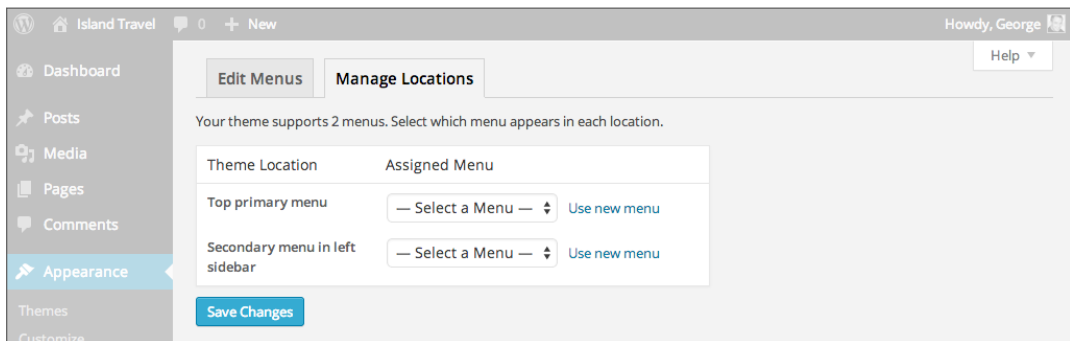 Island Travel 0 + New Howdy, George
Help
Dashboard
Edit Menus Manage Locations
Posts
Your theme supports 2 menus. Select which menu appears in each location.
Media
Theme Location Assigned Menu
Pages
Top primary menu — Select a Menu — Use new menu
Comments
Secondary menu in left sidebar — Select a Menu — Use new menu
Appearance
Themes
Save Changes
Customize